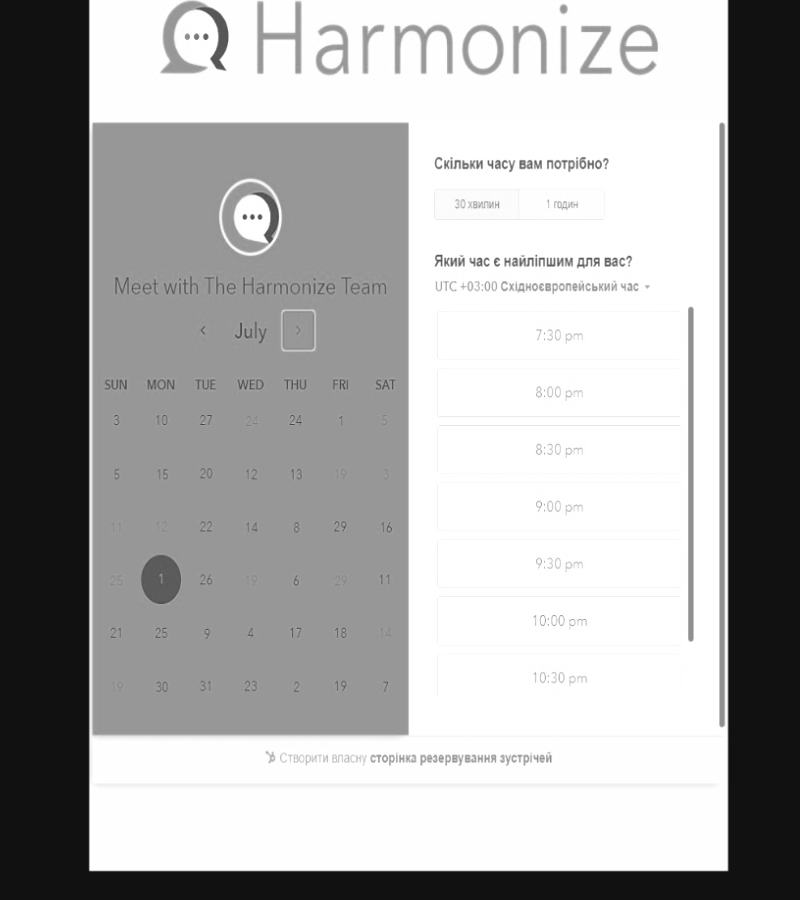 Harmonize
Meet with The Harmonize Team
July
SUN MON TUE WED THU FRI SAT
3 10 27 24 24 1 5
5 15 20 12 13 19 3
11 12 22 14 8 29 16
25 1 26 19 6 29 11
21 25 9 4 17 18 14
19 30 31 23 2 19 7
Скільки часу вам потрібно?
30 хвилин 1 годин
Який час є найліпшим для вас?
UTC +03:00 Східноєвропейський час
7:30 pm
8:00 pm
8:30 pm
9:00 pm
9:30 pm
10:00 pm
10:30 pm
Створити власну сторінка резервування зустрічей